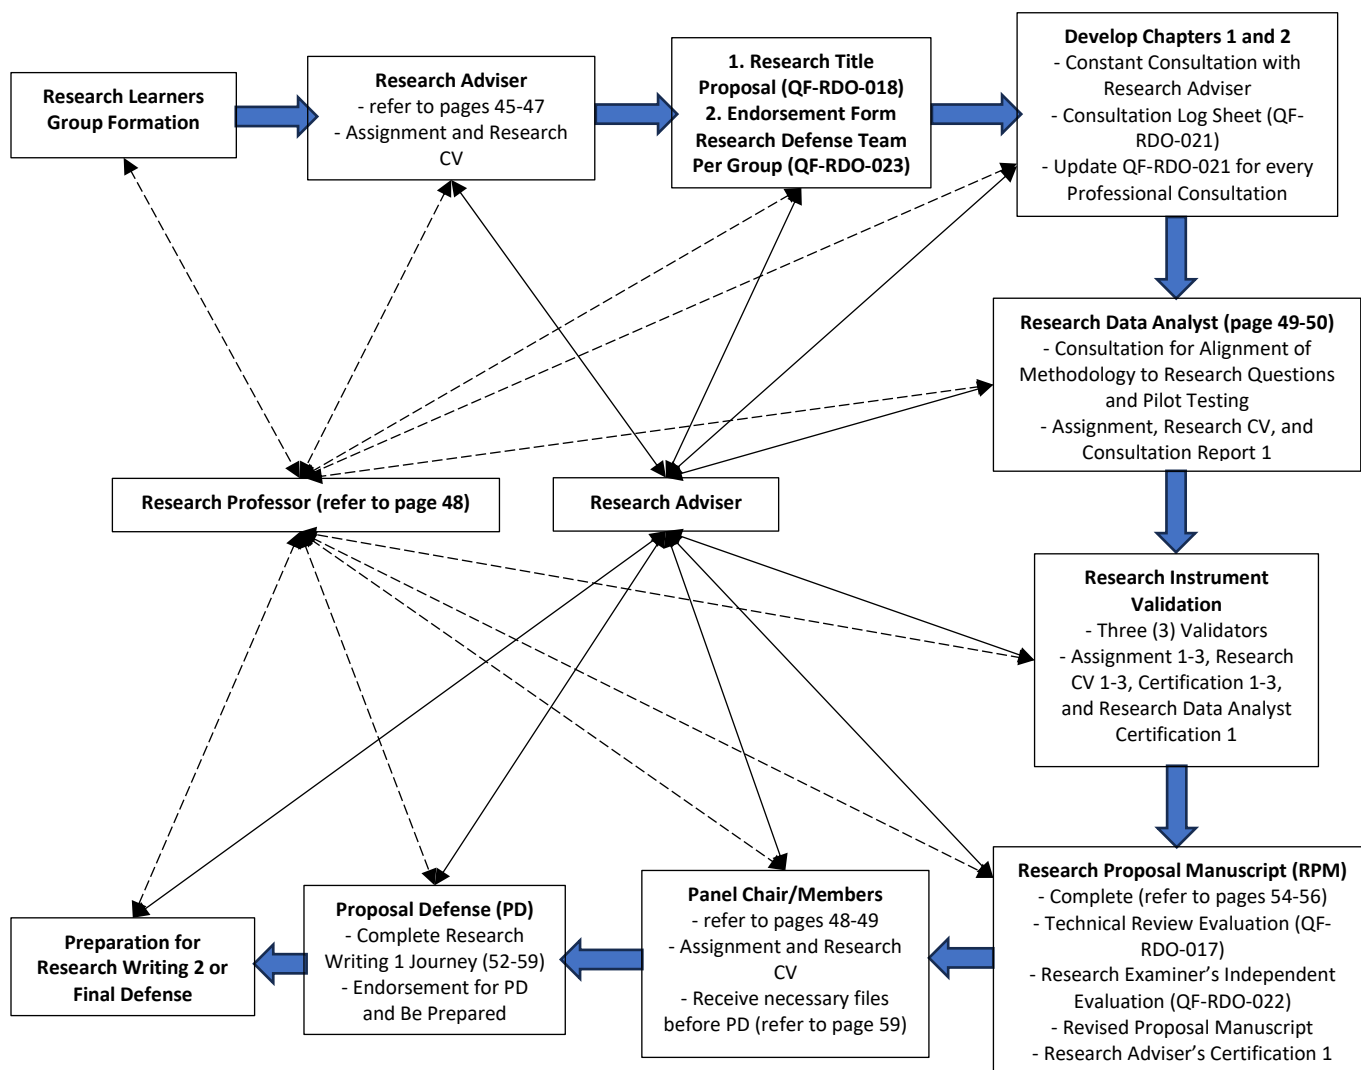 Research Learners
Group Formation
Research Adviser
- refer to pages 45-47
- Assignment and Research
CV
1. Research Title
Proposal (QF-RDO-018)
2. Endorsement Form
Research Defense Team
Per Group (QF-RDO-023)
Develop Chapters 1 and 2
- Constant Consultation with
Research Adviser
- Consultation Log Sheet (QF-
RDO-021)
- Update QF-RDO-021 for every
Professional Consultation
Research Data Analyst (page 49-50)
- Consultation for Alignment of
Methodology to Research Questions
and Pilot Testing
- Assignment, Research CV, and
Consultation Report 1
Research Professor (refer to page 48)
Research Adviser
Research Instrument
Validation
- Three (3) Validators
- Assignment 1-3, Research
CV 1-3, Certification 1-3,
and Research Data Analyst
Certification 1
Research Proposal Manuscript (RPM)
- Complete (refer to pages 54-56)
- Technical Review Evaluation (QF-
RDO-017)
- Research Examiner's Independent
Evaluation (QF-RDO-022)
- Revised Proposal Manuscript
- Research Adviser's Certification 1
Panel Chair/Members
- refer to pages 48-49
- Assignment and Research
CV
- Receive necessary files
before PD (refer to page 59)
Proposal Defense (PD)
- Complete Research
Writing 1 Journey (52-59)
- Endorsement for PD
and Be Prepared
Preparation for
Research Writing 2 or
Final Defense